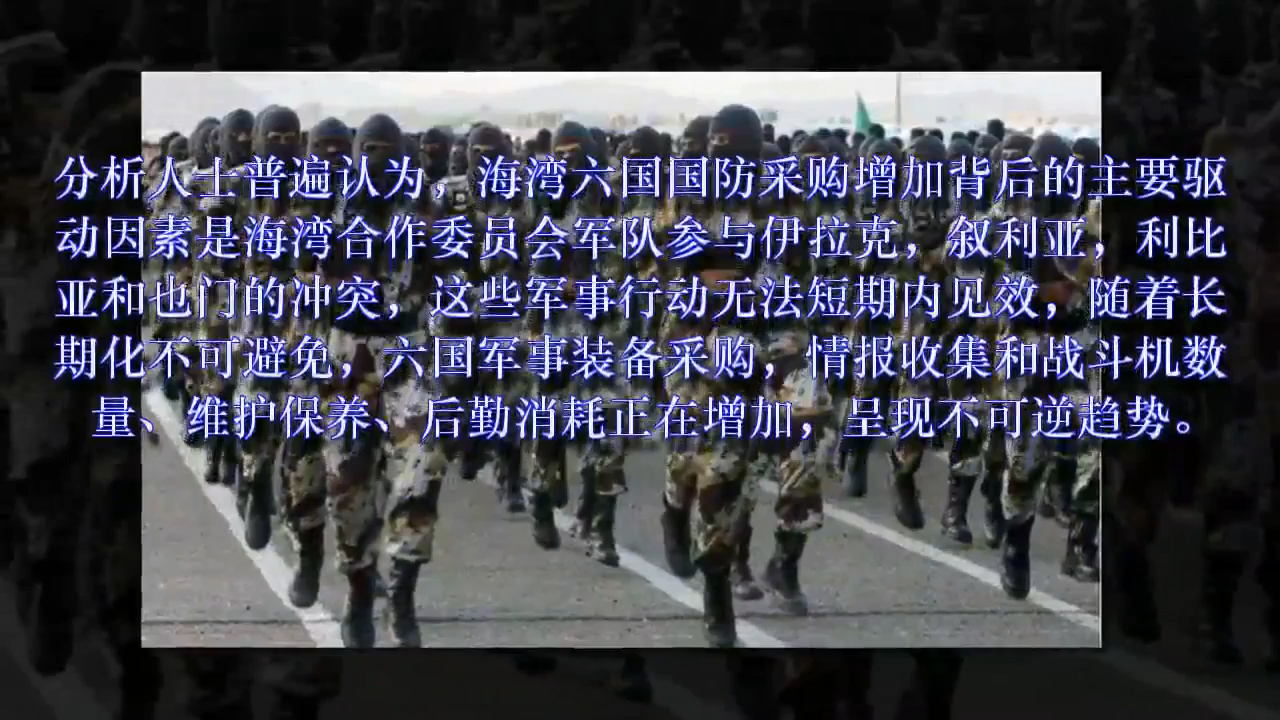 分析人士普遍认为，海湾六国国防采购增加背后的主要驱
动因素是海湾合作委员会军队参与伊拉克，叙利亚，利比
亚和也门的冲突，这些军事行动无法短期内见效，随着长
期化不可避免，六国军事装备采购，情报收集和战斗机数
量、维护保养、后勤消耗正在增加，呈现不可逆趋势。